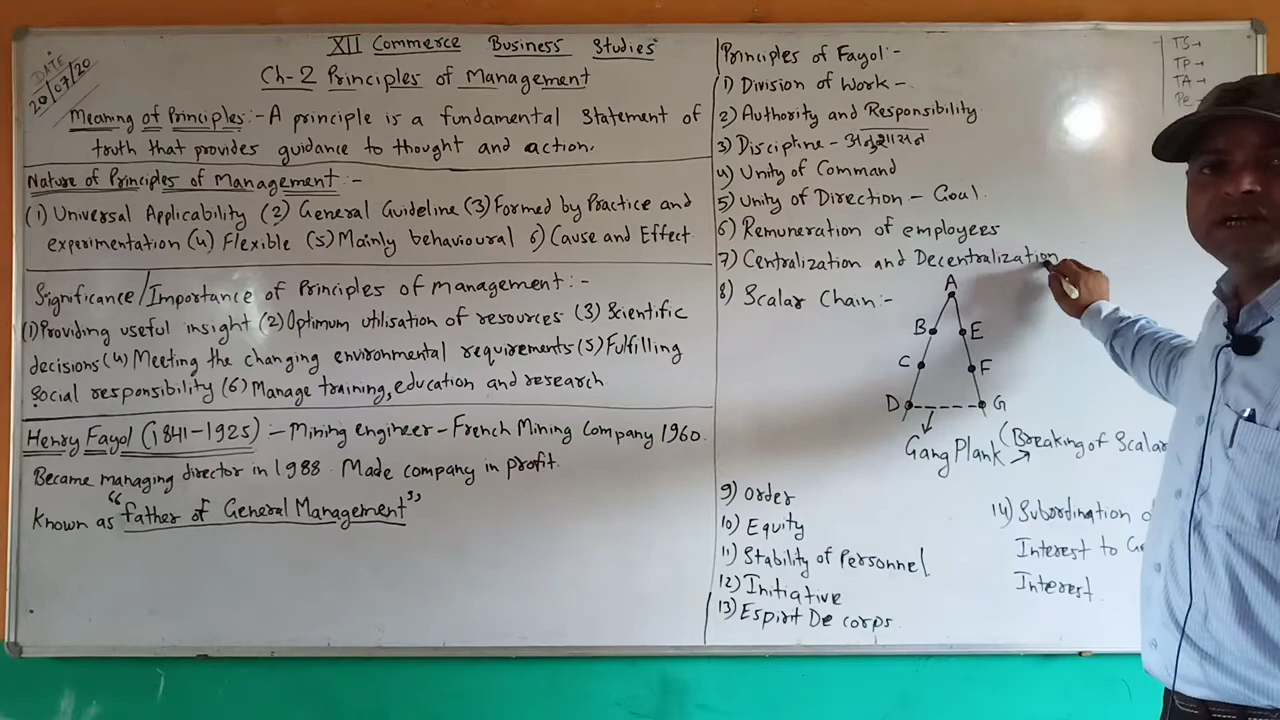 DATE
20/07/20
XII Commerce Business Studies
Ch-2 Principles of Management
Meaning of Principles:- A principle is a fundamental statement of
truth that provides guidance to thought and action.
Nature of Principles of Management:-
(1) Universal Applicability (2) General Guideline (3) Formed by Practice and
experimentation (4) Flexible (5) Mainly behavioural 6) Cause and Effect
Significance/Importance of Principles of management:-
(1) Providing useful insight (2) Optimum utilisation of resources (3) Scientific
decisions (4) Meeting the changing environmental requirements (5) Fulfilling
Social responsibility (6) Manage training, education and research
Henry Fayol (1841-1925):- Mining engineer - French Mining Company 1960.
Became managing director in 1988. Made company in profit.
Known as "father of General Management"
Principles of Fayol:-
1) Division of Work -
2) Authority and Responsibility
3) Discipline - अनुशासन
4) Unity of Command
5) Unity of Direction - Goal.
6) Remuneration of employees
7) Centralization and Decentralization
8) Scalar Chain:-
A
B E
C F
D G
Gang Plank (Breaking of Scalar
9) Order
10) Equity
11) Stability of Personnel
12) Initiative
13) Espirit De corps.
14) Subordination
Interest to
Interest.
TS→
TP→
TA→
Pe